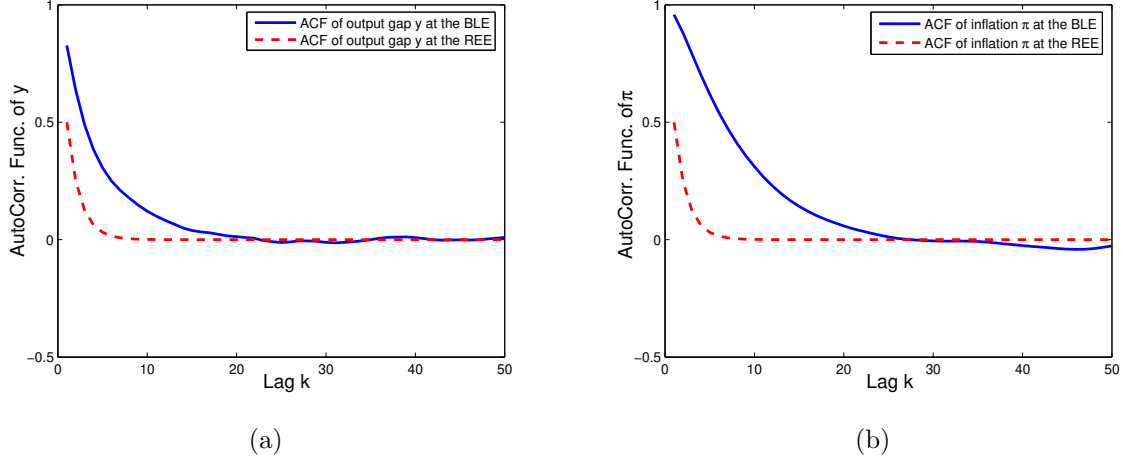 ACF of output gap y at the BLE
ACF of output gap y at the REE
1
0.5
0
−0.5
AutoCorr. Func. of y
0 10 20 30 40 50
Lag k
(a)
ACF of inflation π at the BLE
ACF of inflation π at the REE
1
0.5
0
−0.5
AutoCorr. Func. of π
0 10 20 30 40 50
Lag k
(b)